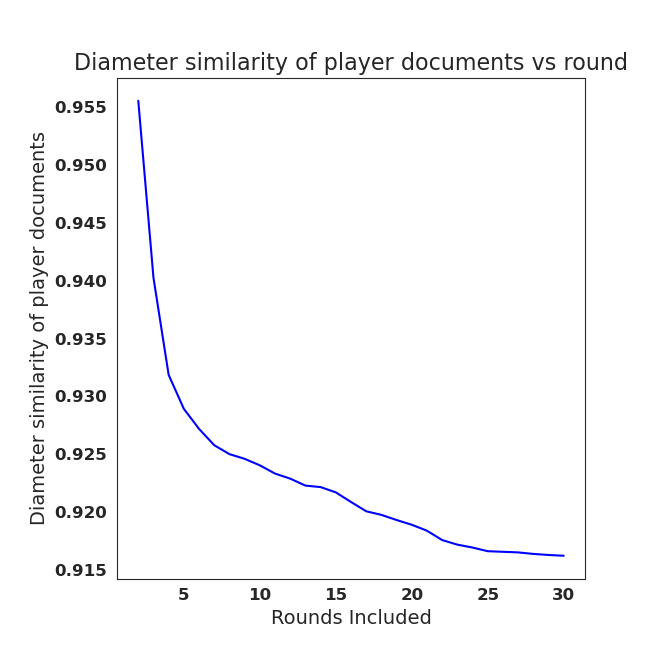 Diameter similarity of player documents vs round
Diameter similarity of player documents
0.955
0.950
0.945
0.940
0.935
0.930
0.925
0.920
0.915
5 10 15 20 25 30
Rounds Included